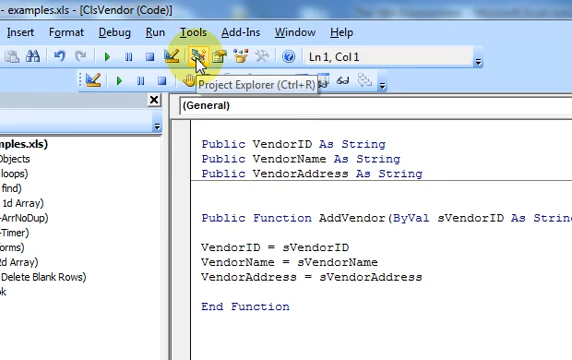 - examples.xls - [ClsVendor (Code)]
Insert Format Debug Run Tools Add-Ins Window Help
Ln 1, Col 1
Project Explorer (Ctrl+R)
(General)
mples.xls)
Objects
loops)
find)
1d Array)
-ArrNoDup)
-Timer)
orms)
2d Array)
Delete Blank Rows)
ok
Public VendorID As String
Public VendorName As String
Public VendorAddress As String
Public Function AddVendor(ByVal sVendorID As String
VendorID = sVendorID
VendorName = sVendorName
VendorAddress = sVendorAddress
End Function